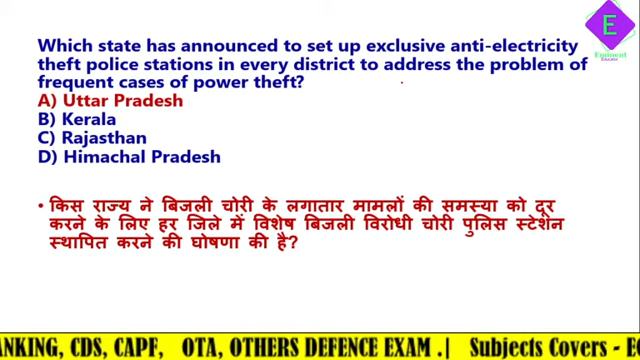 E
Eminent
Educator
Which state has announced to set up exclusive anti-electricity
theft police stations in every district to address the problem of
frequent cases of power theft?
A) Uttar Pradesh
B) Kerala
C) Rajasthan
D) Himachal Pradesh
• किस राज्य ने बिजली चोरी के लगातार मामलों की समस्या को दूर
करने के लिए हर जिले में विशेष बिजली विरोधी चोरी पुलिस स्टेशन
स्थापित करने की घोषणा की है?
ANKING, CDS, CAPF, OTA, OTHERS DEFENCE EXAM .| Subjects Covers - E